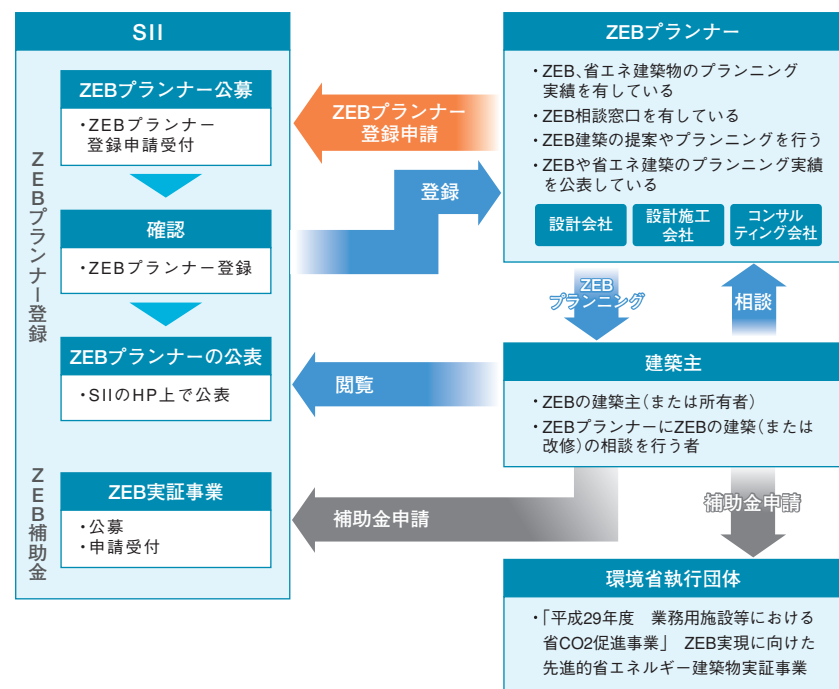 SII
ZEBプランナー登録
ZEBプランナー公募
・ZEBプランナー
登録申請受付
確認
・ZEBプランナー登録
ZEBプランナーの公表
・SIIのHP上で公表
ZEB補助金
ZEB実証事業
・公募
・申請受付
ZEBプランナー
登録申請
登録
閲覧
補助金申請
ZEBプランナー
・ZEB、省エネ建築物のプランニング
実績を有している
・ZEB相談窓口を有している
・ZEB建築の提案やプランニングを行う
・ZEBや省エネ建築のプランニング実績
を公表している
設計会社
設計施工
会社
コンサル
ティング会社
ZEB
プランニング
相談
建築主
・ZEBの建築主(または所有者)
・ZEBプランナーにZEBの建築(または
改修)の相談を行う者
補助金申請
環境省執行団体
・「平成29年度　業務用施設等における
省CO2促進事業」　ZEB実現に向けた
先進的省エネルギー建築物実証事業